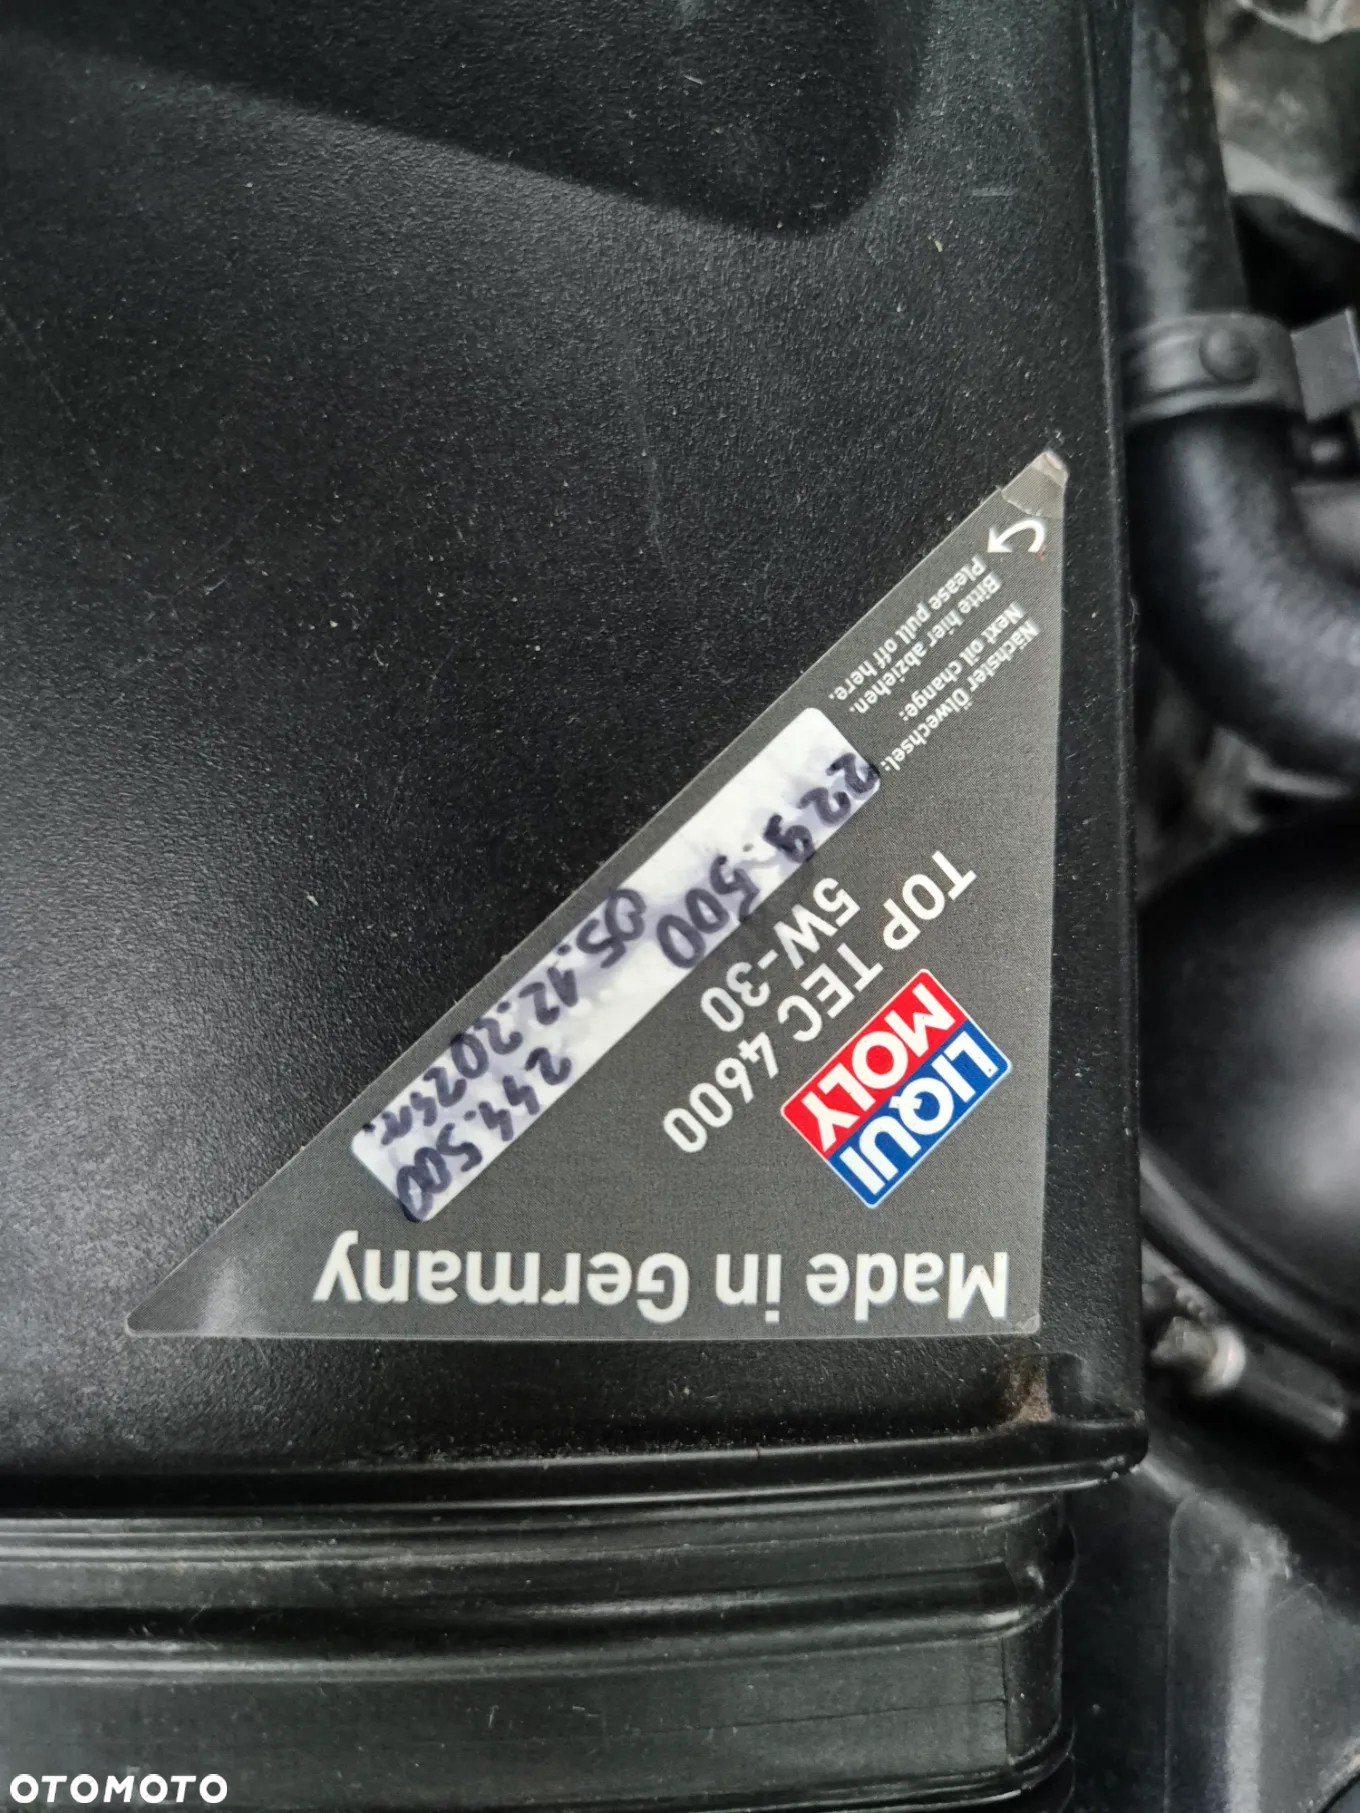 Bitte hier abziehen.
Please pull off here.
Nächster Ölwechsel:
Next oil change:
229.500
05.12.2024r.
244.500
TOP TEC 4600
5W-30
LIQUI
MOLY
Made in Germany
OTOMOTO